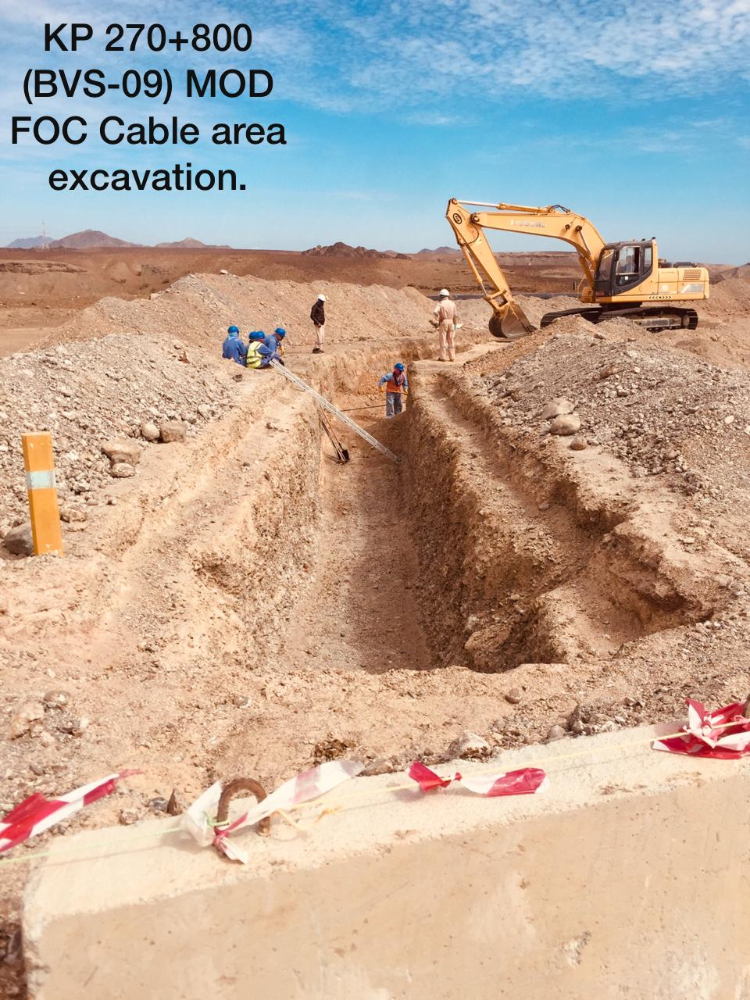 KP 270+800
(BVS-09) MOD
FOC Cable area
excavation.